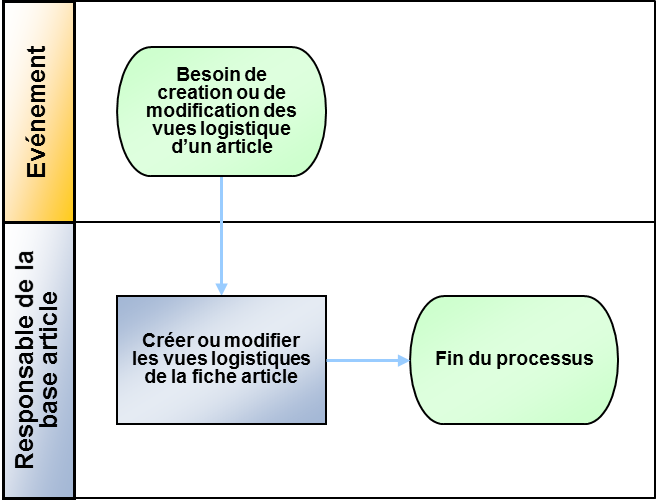 Evénement
Besoin de
creation ou de
modification des
vues logistique
d'un article
Responsable de la
base article
Créer ou modifier
les vues logistiques
de la fiche article
Fin du processus